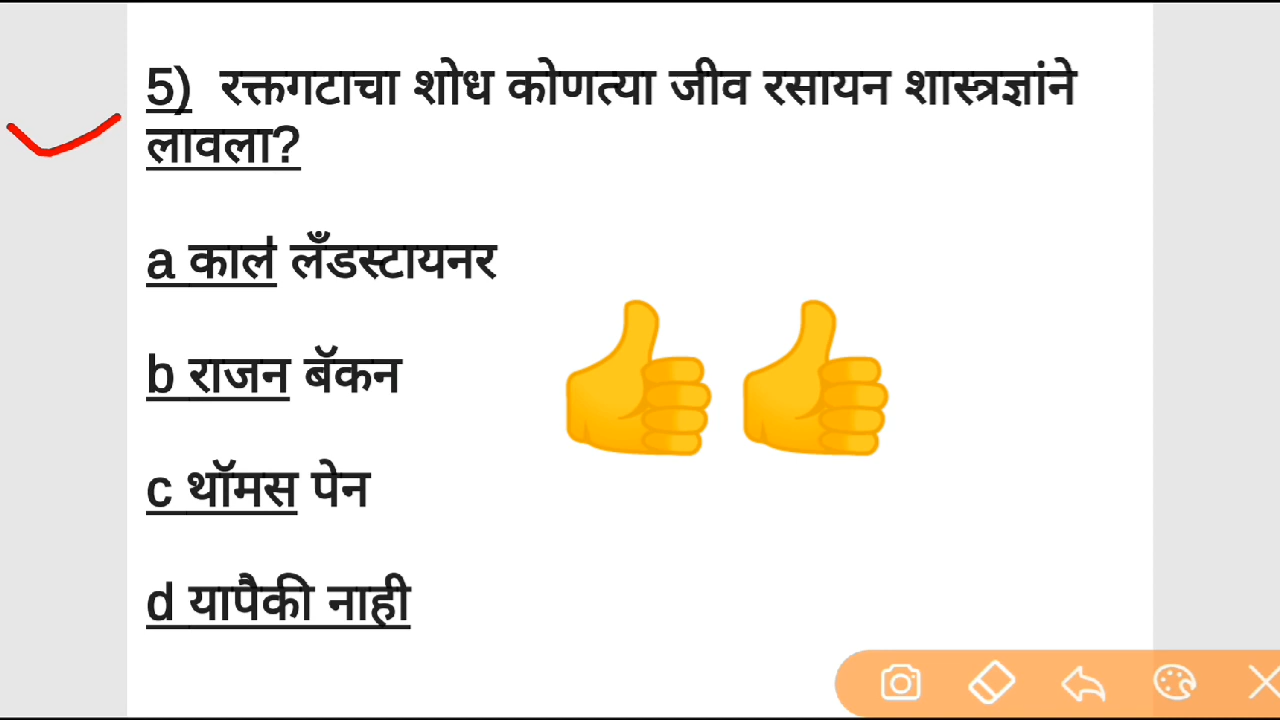 5) रक्तगटाचा शोध कोणत्या जीव रसायन शास्त्रज्ञांने
लावला?
a कार्ल लँडस्टायनर
b राजन बॅकन
c थॉमस पेन
d यापैकी नाही